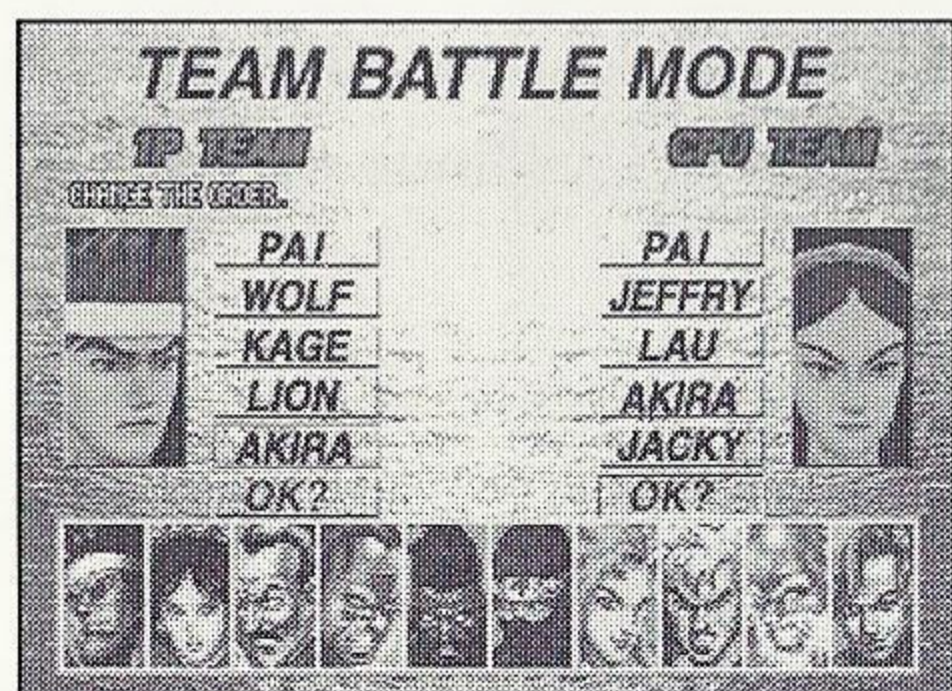 TEAM BATTLE MODE
1P TEAM
CPU TEAM
CHANGE THE ORDER..
PAI
WOLF
KAGE
LION
AKIRA
OK?
PAI
JEFFRY
LAU
AKIRA
JACKY
OK?